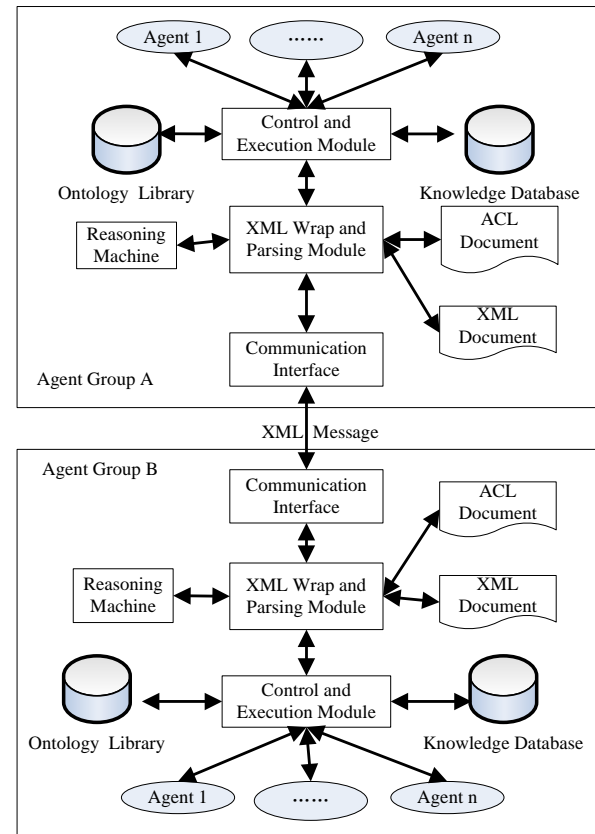 Agent 1
......
Agent n
Control and
Execution Module
Ontology Library
Knowledge Database
Reasoning
Machine
XML Wrap and
Parsing Module
ACL
Document
XML
Document
Communication
Interface
Agent Group A
XML Message
Agent Group B
Communication
Interface
ACL
Document
Reasoning
Machine
XML Wrap and
Parsing Module
XML
Document
Control and
Execution Module
Ontology Library
Knowledge Database
Agent 1
......
Agent n